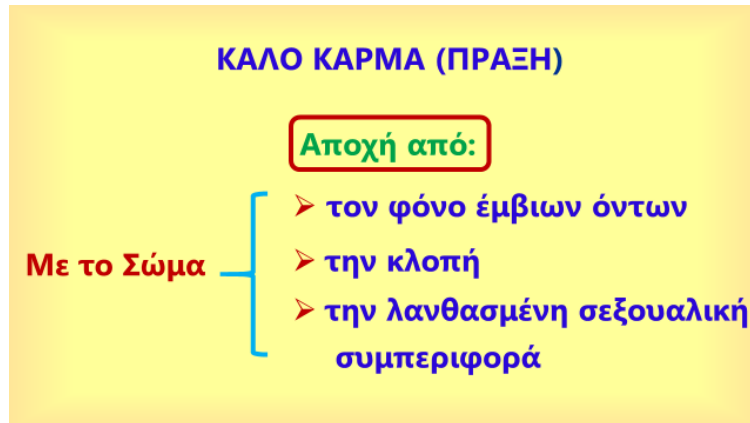 ΚΑΛΟ ΚΑΡΜΑ (ΠΡΑΞΗ)
Αποχή από:
τον φόνο έμβιων όντων
Με το Σώμα
την κλοπή
την λανθασμένη σεξουαλική
συμπεριφορά